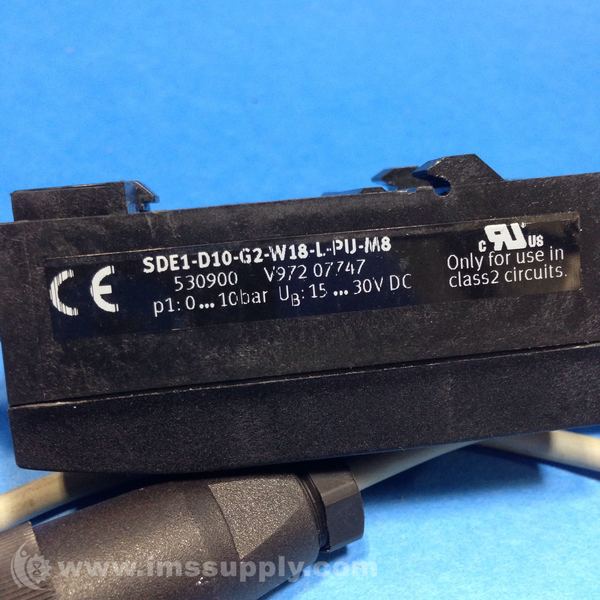 SDE1-D10-G2-W18-L-PU-M8
530900 V972 07747
p1: 0 ... 10bar UB: 15 ... 30V DC
CE
c RU US
Only for use in
class2 circuits.
www.imssupply.com